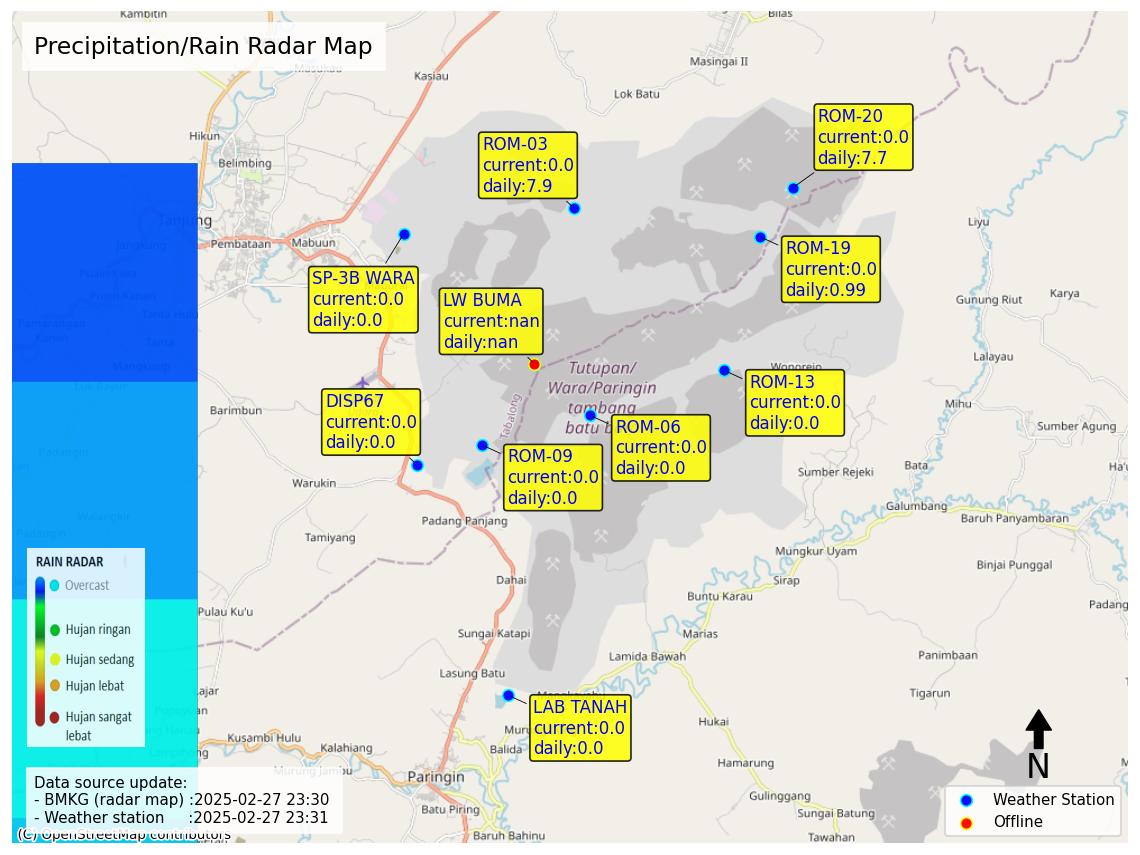 Kambitin
Bilas
Precipitation/Rain Radar Map
Masukau
Masingai II
Kasiau
Lok Batu
ROM-20
current:0.0
daily:7.7
Hikun
ROM-03
current:0.0
daily:7.9
Belimbing
Tanjung
Jangkung
Pembataan
Mabuun
Liyu
ROM-19
current:0.0
daily:0.99
SP-3B WARA
current:0.0
daily:0.0
LW BUMA
current:nan
daily:nan
Gunung Riut
Karya
Lalayau
Tutupan/
Wara/Paringin
tambang
batu b
Wonorejo
ROM-13
current:0.0
daily:0.0
Mihu
DISP67
current:0.0
daily:0.0
Barimbun
Tabalong
ROM-06
current:0.0
daily:0.0
Sumber Agung
ROM-09
current:0.0
daily:0.0
Sumber Rejeki
Bata
Ha'u
Warukin
Galumbang
Padang Panjang
Baruh Panyambaran
Tamiyang
Mungkur Uyam
Binjai Punggal
RAIN RADAR
Overcast
Hujan ringan
Hujan sedang
Hujan lebat
Hujan sangat
lebat
Dahai
Sirap
Buntu Karau
Padang
Pulau Ku'u
Sungai Katapi
Marias
Lamida Bawah
Panimbaan
Lasung Batu
Tigarun
LAB TANAH
current:0.0
daily:0.0
Hukai
Kusambi Hulu
Kalahiang
Balida
Murung Jambu
Paringin
Hamarung
N
Data source update:
- BMKG (radar map) :2025-02-27 23:30
- Weather station :2025-02-27 23:31
Batu Piring
Gulinggang
Sungai Batung
Weather Station
Offline
(C) OpenStreetMap contributors
Baruh Bahinu
Tawahan